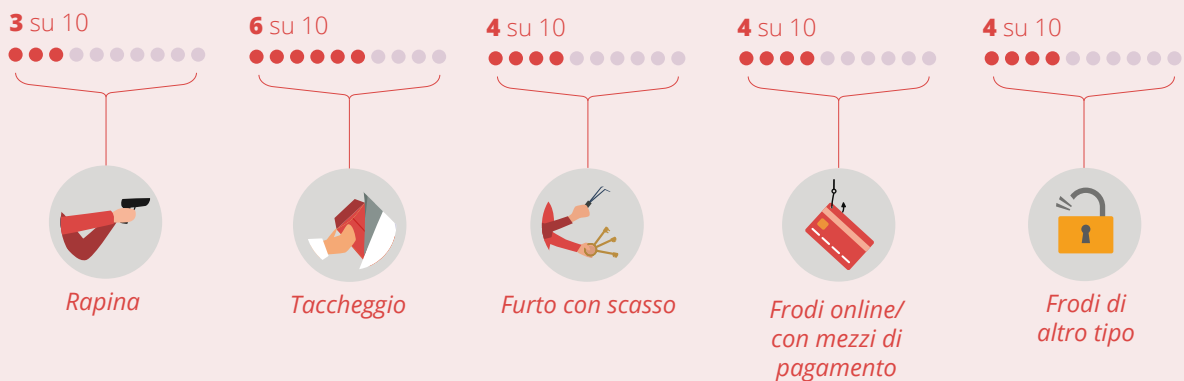 3 su 10
6 su 10
4 su 10
4 su 10
4 su 10
Rapina
Taccheggio
Furto con scasso
Frodi online/
con mezzi di
pagamento
Frodi di
altro tipo